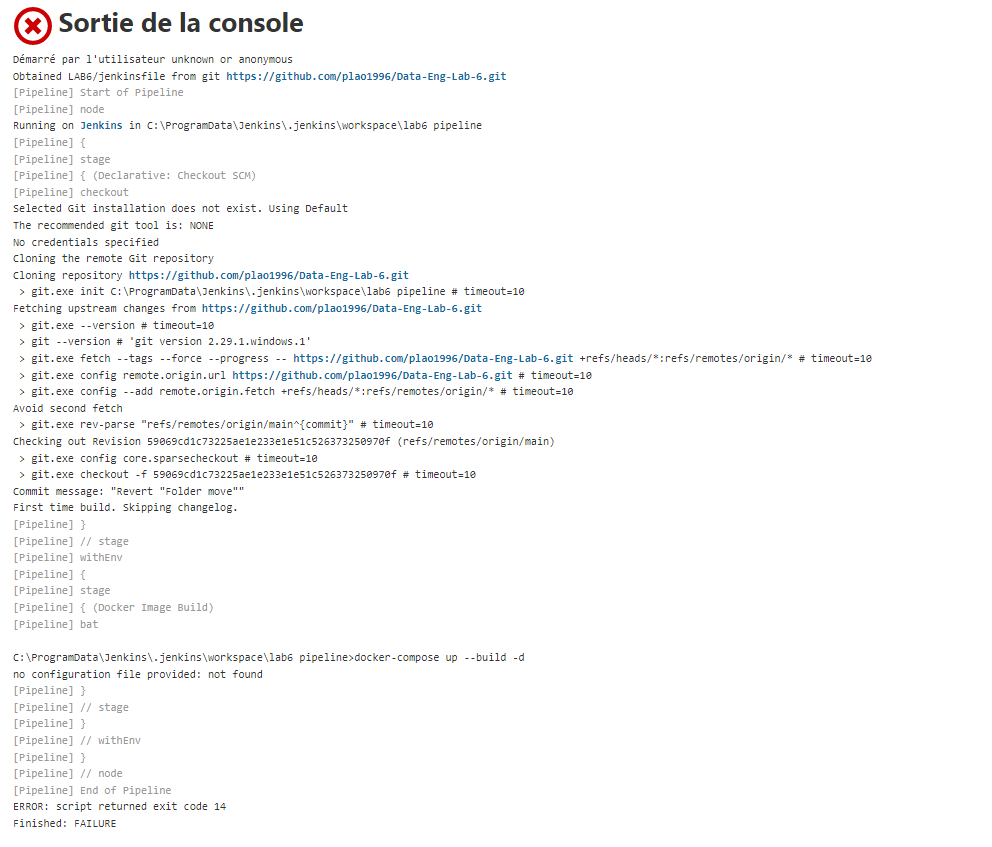 Sortie de la console
Démarré par l'utilisateur unknown or anonymous
Obtained LAB6/jenkinsfile from git https://github.com/plao1996/Data-Eng-Lab-6.git
[Pipeline] Start of Pipeline
[Pipeline] node
Running on Jenkins in C:\ProgramData\Jenkins\.jenkins\workspace\lab6 pipeline
[Pipeline] {
[Pipeline] stage
[Pipeline] { (Declarative: Checkout SCM)
[Pipeline] checkout
Selected Git installation does not exist. Using Default
The recommended git tool is: NONE
No credentials specified
Cloning the remote Git repository
Cloning repository https://github.com/plao1996/Data-Eng-Lab-6.git
 > git.exe init C:\ProgramData\Jenkins\.jenkins\workspace\lab6 pipeline # timeout=10
Fetching upstream changes from https://github.com/plao1996/Data-Eng-Lab-6.git
 > git.exe --version # timeout=10
 > git --version # 'git version 2.29.1.windows.1'
 > git.exe fetch --tags --force --progress -- https://github.com/plao1996/Data-Eng-Lab-6.git +refs/heads/*:refs/remotes/origin/* # timeout=10
 > git.exe config remote.origin.url https://github.com/plao1996/Data-Eng-Lab-6.git # timeout=10
 > git.exe config --add remote.origin.fetch +refs/heads/*:refs/remotes/origin/* # timeout=10
Avoid second fetch
 > git.exe rev-parse "refs/remotes/origin/main^{commit}" # timeout=10
Checking out Revision 59069cd1c73225ae1e233e1e51c526373250970f (refs/remotes/origin/main)
 > git.exe config core.sparsecheckout # timeout=10
 > git.exe checkout -f 59069cd1c73225ae1e233e1e51c526373250970f # timeout=10
Commit message: "Revert "Folder move""
First time build. Skipping changelog.
[Pipeline] }
[Pipeline] // stage
[Pipeline] withEnv
[Pipeline] {
[Pipeline] stage
[Pipeline] { (Docker Image Build)
[Pipeline] bat
C:\ProgramData\Jenkins\.jenkins\workspace\lab6 pipeline>docker-compose up --build -d
no configuration file provided: not found
[Pipeline] }
[Pipeline] // stage
[Pipeline] }
[Pipeline] // withEnv
[Pipeline] }
[Pipeline] // node
[Pipeline] End of Pipeline
ERROR: script returned exit code 14
Finished: FAILURE